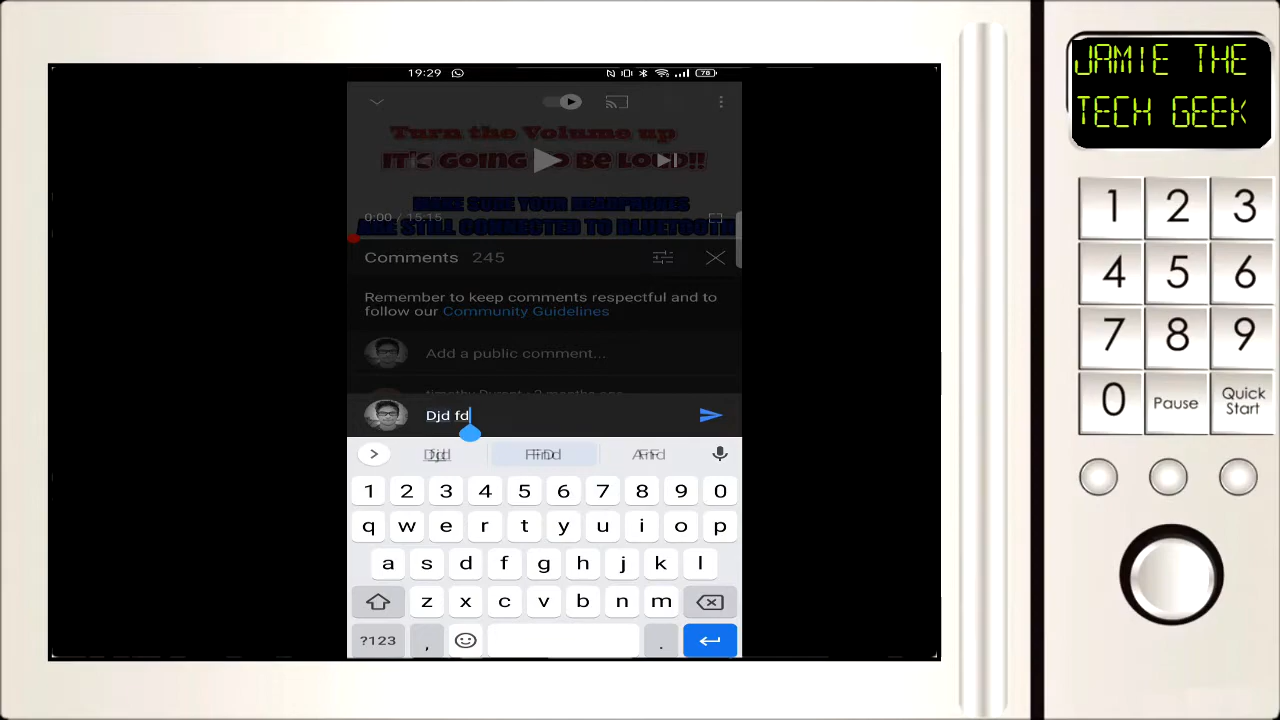 JAMIE THE
TECH GEEK
19:29
76
Turn the Volume up
IT'S GOING TO BE LOUD!!
MAKE SURE YOUR HEADPHONES
ARE STILL CONNECTED TO BLUETOOTH
0:00 / 15:15
Comments 245
Remember to keep comments respectful and to
follow our Community Guidelines
Add a public comment...
Djd fd
1 2 3 4 5 6 7 8 9 0
q w e r t y u i o p
a s d f g h j k l
z x c v b n m
?123 , .
1 2 3
4 5 6
7 8 9
0 Pause Quick
Start